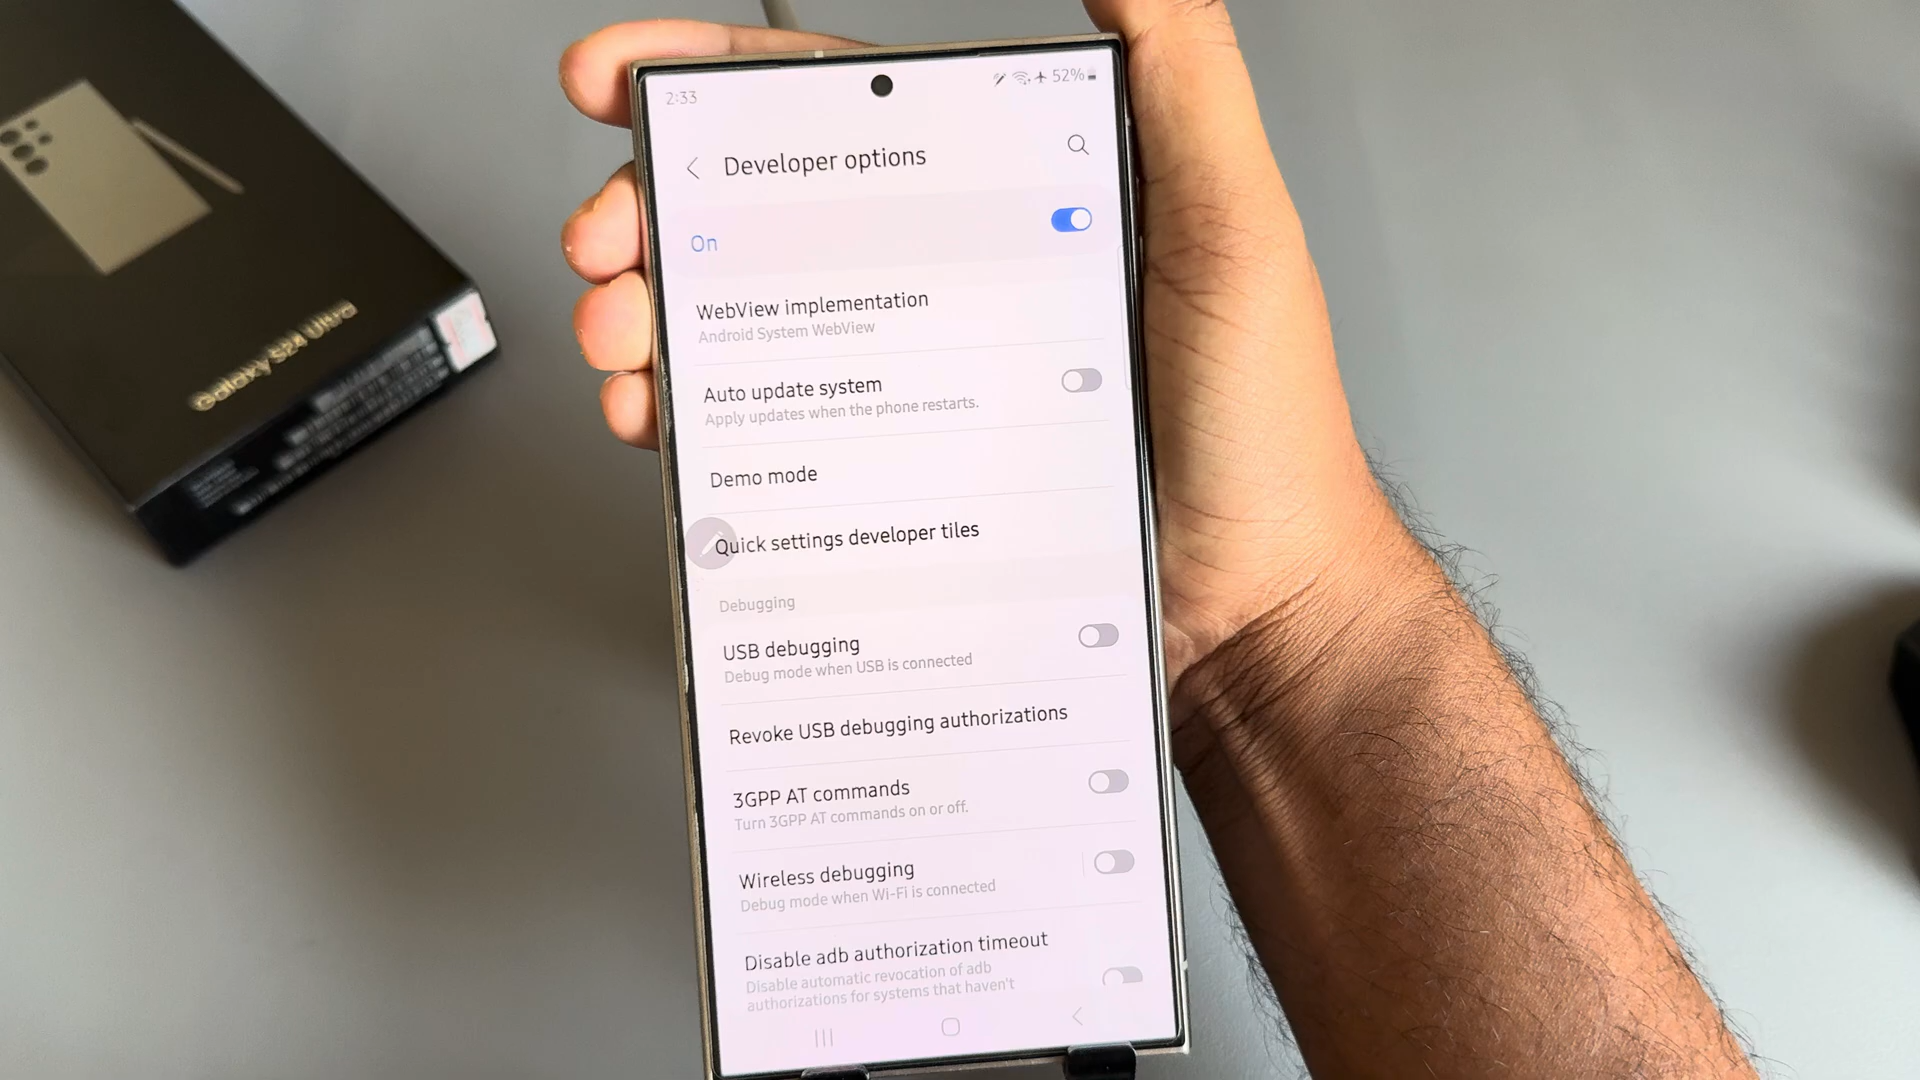 2:33
52%
Developer options
On
WebView implementation
Android System WebView
Auto update system
Apply updates when the phone restarts.
Demo mode
Quick settings developer tiles
Debugging
USB debugging
Debug mode when USB is connected
Revoke USB debugging authorizations
3GPP AT commands
Turn 3GPP AT commands on or off.
Wireless debugging
Debug mode when Wi-Fi is connected
Disable adb authorization timeout
Disable automatic revocation of adb
authorizations for systems that haven't
Galaxy S24 Ultra